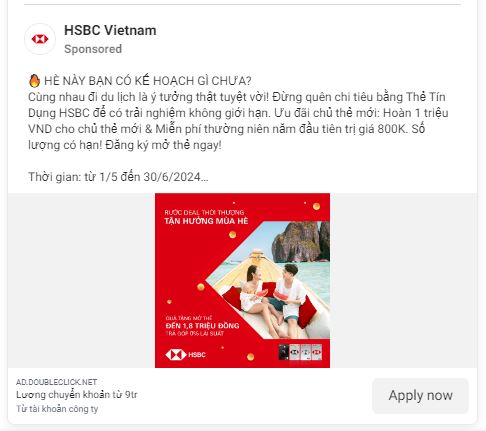 HSBC Vietnam
Sponsored
🔥 HÈ NÀY BẠN CÓ KẾ HOẠCH GÌ CHƯA?
Cùng nhau đi du lịch là ý tưởng thật tuyệt vời! Đừng quên chi tiêu bằng Thẻ Tín
Dụng HSBC để có trải nghiệm không giới hạn. Ưu đãi chủ thẻ mới: Hoàn 1 triệu
VND cho chủ thẻ mới & Miễn phí thường niên năm đầu tiên trị giá 800K. Số
lượng có hạn! Đăng ký mở thẻ ngay!
Thời gian: từ 1/5 đến 30/6/2024...
RƯỚC DEAL THỜI THƯỢNG
TẬN HƯỞNG MÙA HÈ
QUÀ TẶNG MỞ THẺ
ĐẾN 1,8 TRIỆU ĐỒNG
TRẢ GÓP 0% LÃI SUẤT
HSBC
AD.DOUBLECLICK.NET
Lương chuyển khoản từ 9tr
Từ tài khoản công ty
Apply now